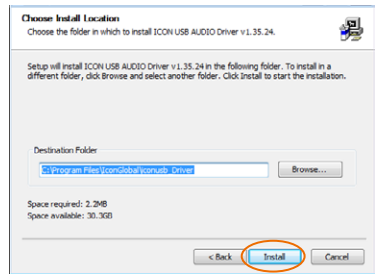 Choose Install Location
Choose the folder in which to install ICON USB AUDIO Driver v1.35.24.
Setup will install ICON USB AUDIO Driver v1.35.24 in the following folder. To install in a
different folder, click Browse and select another folder. Click Install to start the installation.
Destination Folder
C:\Program Files\IconGlobal\iconusb_Driver
Browse...
Space required: 2.2MB
Space available: 30.3GB
< Back
Install
Cancel